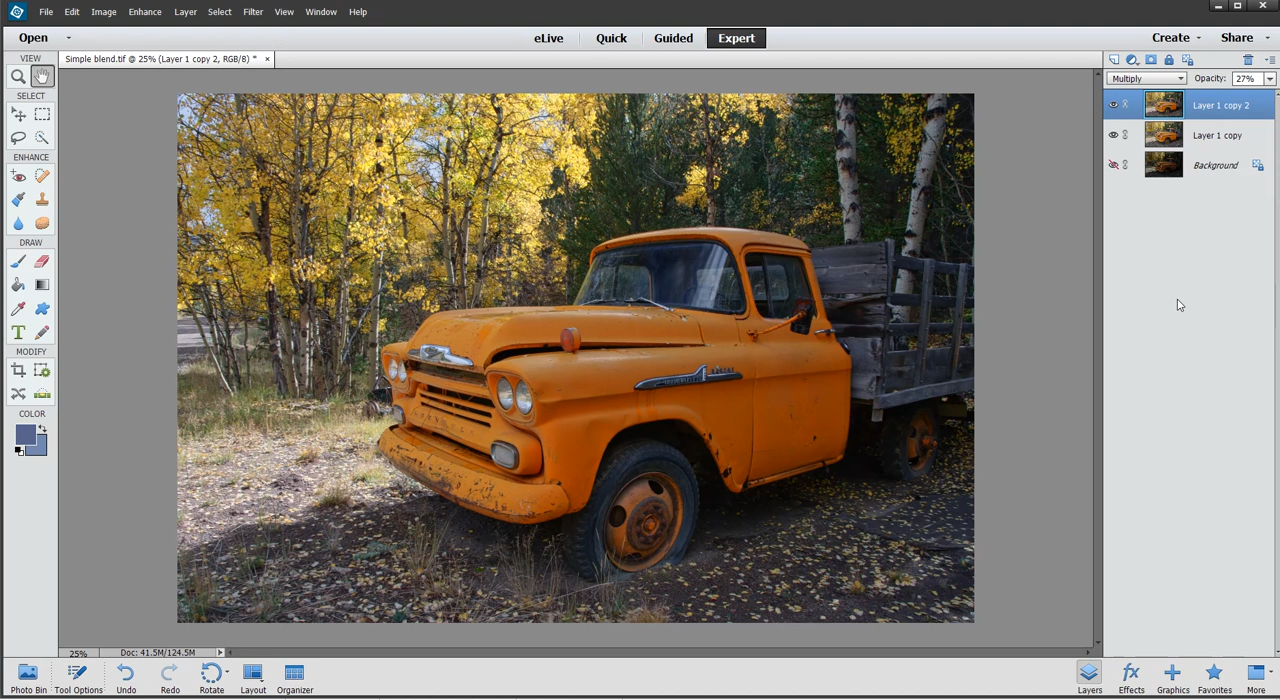 File Edit Image Enhance Layer Select Filter View Window Help
Open eLive Quick Guided Expert Create Share
VIEW
Simple blend.tif @ 25% (Layer 1 copy 2, RGB/8) *
Multiply Opacity: 27%
SELECT
Layer 1 copy 2
Layer 1 copy
ENHANCE
Background
DRAW
MODIFY
COLOR
25% Doc: 41.5M/124.5M
Photo Bin Tool Options Undo Redo Rotate Layout Organizer Layers Effects Graphics Favorites More